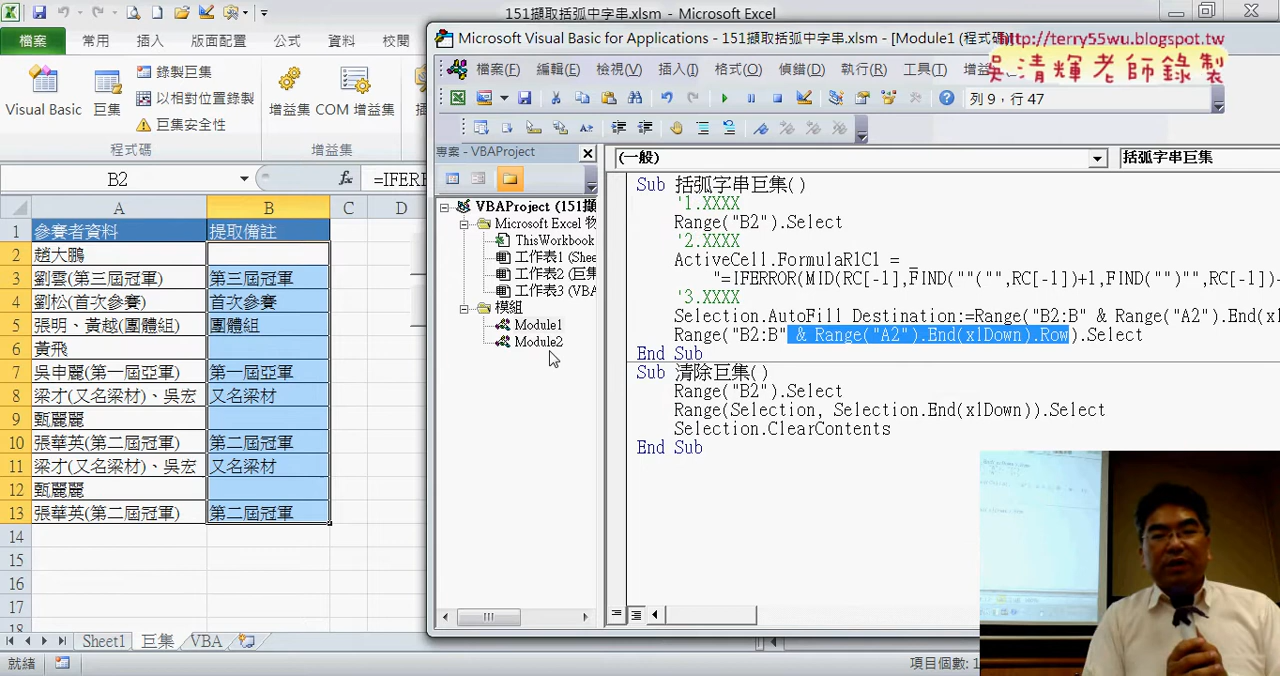 151擷取括弧中字串.xlsm - Microsoft Excel
檔案 常用 插入 版面配置 公式 資料 校閱
Visual Basic
巨集
錄製巨集
以相對位置錄製
巨集安全性
程式碼
增益集
COM 增益集
增益集
B2
fx
=IFERR
A B C D
1 參賽者資料 提取備註
2 趙大鵬
3 劉雲(第三屆冠軍) 第三屆冠軍
4 劉松(首次參賽) 首次參賽
5 張明、黃越(團體組) 團體組
6 黃飛
7 吳申麗(第一屆亞軍) 第一屆亞軍
8 梁才(又名梁材)、吳宏 又名梁材
9 甄麗麗
10 張華英(第二屆冠軍) 第二屆冠軍
11 梁才(又名梁材)、吳宏 又名梁材
12 甄麗麗
13 張華英(第二屆冠軍) 第二屆冠軍
14
15
16
17
18
Sheet1 巨集 VBA
就緒
項目個數: 1
Microsoft Visual Basic for Applications - 151擷取括弧中字串.xlsm - [Module1 (程式碼)]
http://terry55wu.blogspot.tw
吳清輝老師錄製
檔案(F) 編輯(E) 檢視(V) 插入(I) 格式(O) 偵錯(D) 執行(R) 工具(T) 增益
列 9，行 47
專案 - VBAProject
VBAProject (151擷
Microsoft Excel 物
ThisWorkbook
工作表1 (Shee
工作表2 (巨集
工作表3 (VBA
模組
Module1
Module2
(一般)
括弧字串巨集
Sub 括弧字串巨集()
'1.XXXX
Range("B2").Select
'2.XXXX
ActiveCell.FormulaR1C1 = _
"=IFERROR(MID(RC[-1],FIND(""("",RC[-1])+1,FIND("")"",RC[-1])-
'3.XXXX
Selection.AutoFill Destination:=Range("B2:B" & Range("A2").End(xl
Range("B2:B" & Range("A2").End(xlDown).Row).Select
End Sub
Sub 清除巨集()
Range("B2").Select
Range(Selection, Selection.End(xlDown)).Select
Selection.ClearContents
End Sub